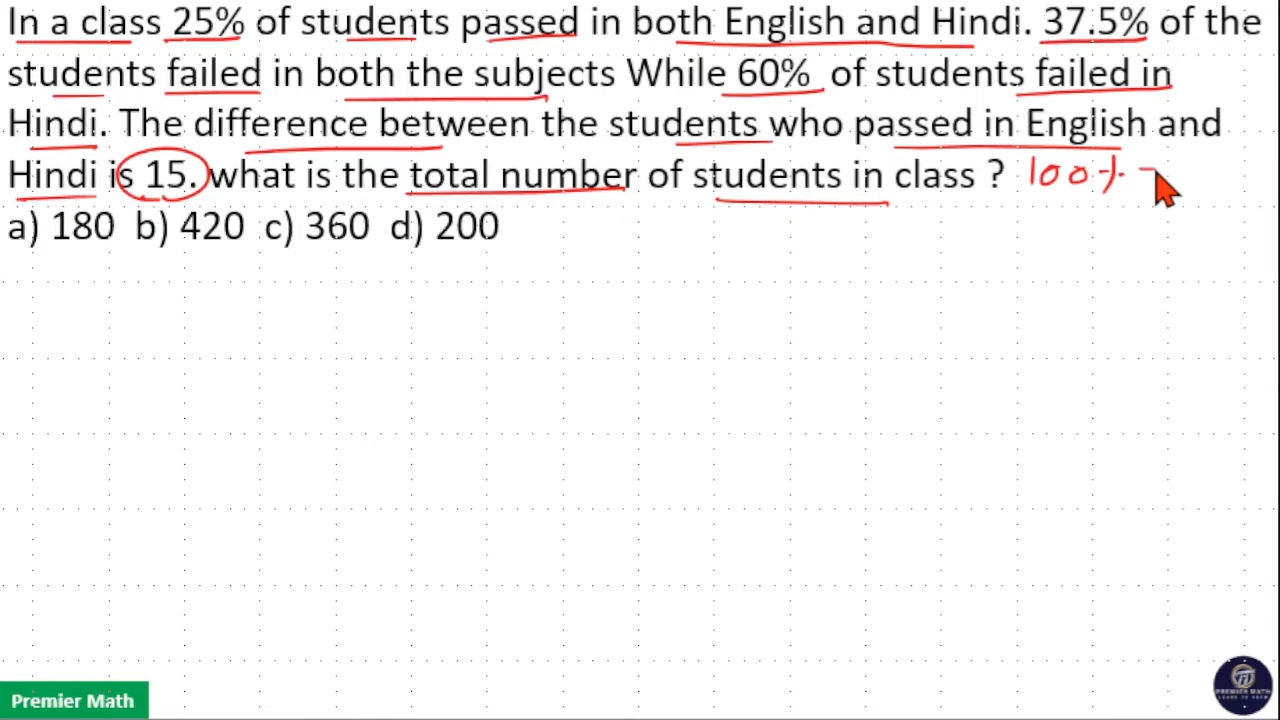 In a class 25% of students passed in both English and Hindi. 37.5% of the
students failed in both the subjects While 60% of students failed in
Hindi. The difference between the students who passed in English and
Hindi is 15. what is the total number of students in class ? 100% -
a) 180 b) 420 c) 360 d) 200
Premier Math
PREMIER MATH